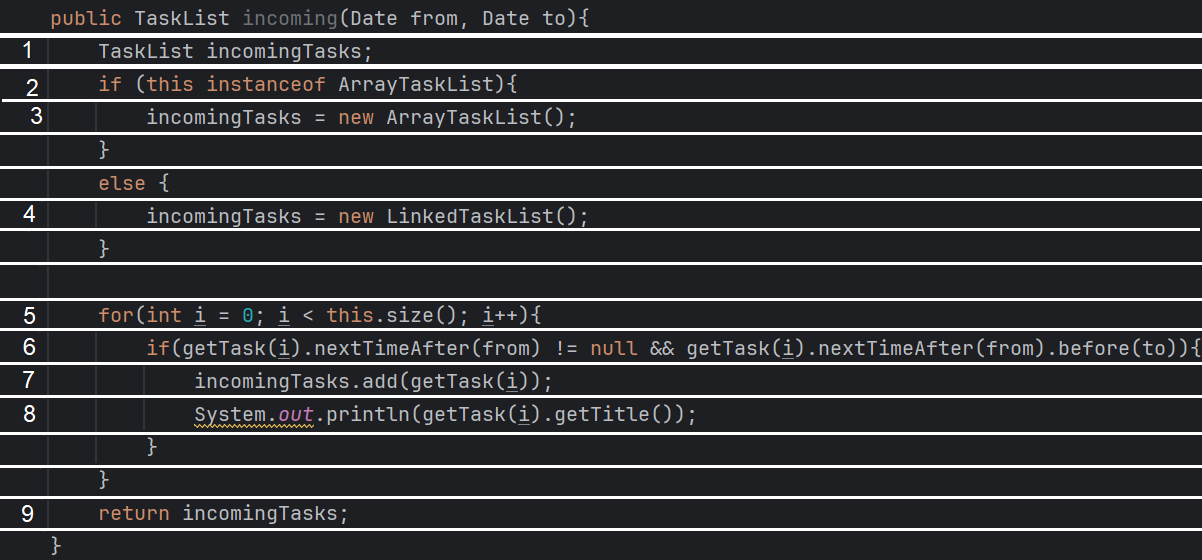 public TaskList incoming(Date from, Date to){
1 TaskList incomingTasks;
2 if (this instanceof ArrayTaskList){
3 incomingTasks = new ArrayTaskList();
}
else {
4 incomingTasks = new LinkedTaskList();
}
5 for(int i = 0; i < this.size(); i++){
6 if(getTask(i).nextTimeAfter(from) != null && getTask(i).nextTimeAfter(from).before(to)){
7 incomingTasks.add(getTask(i));
8 System.out.println(getTask(i).getTitle());
}
}
9 return incomingTasks;
}